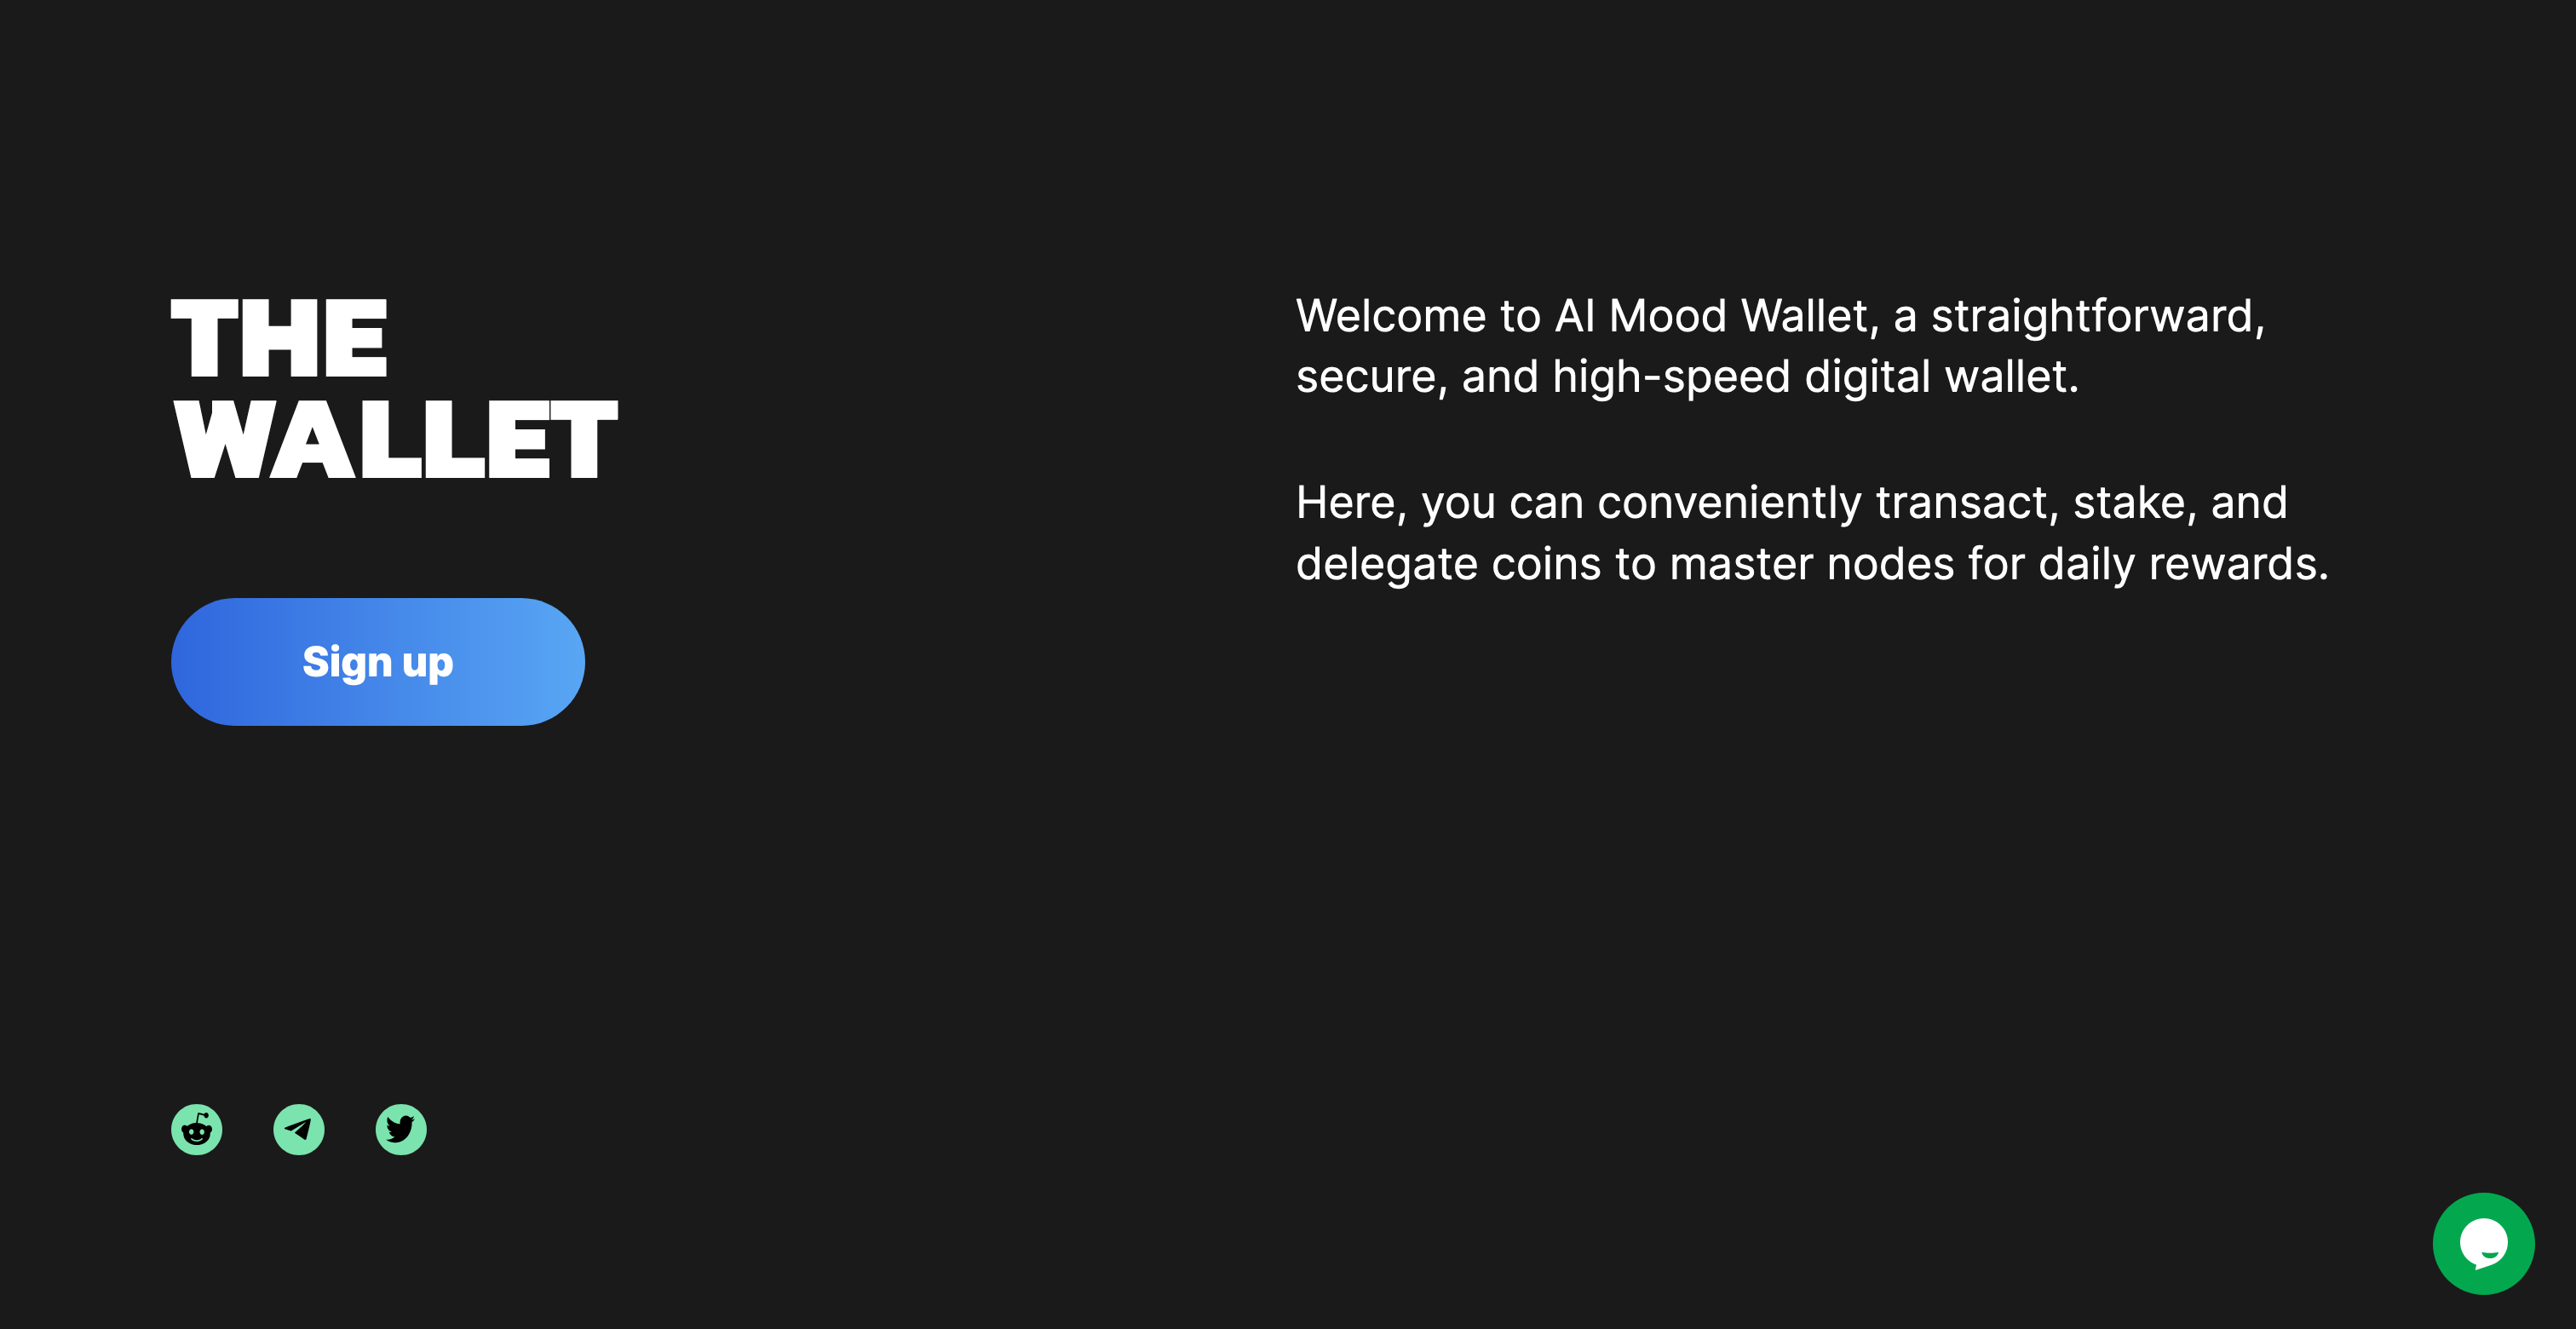 THE
WALLET
Sign up
Welcome to AI Mood Wallet, a straightforward,
secure, and high-speed digital wallet.
Here, you can conveniently transact, stake, and
delegate coins to master nodes for daily rewards.